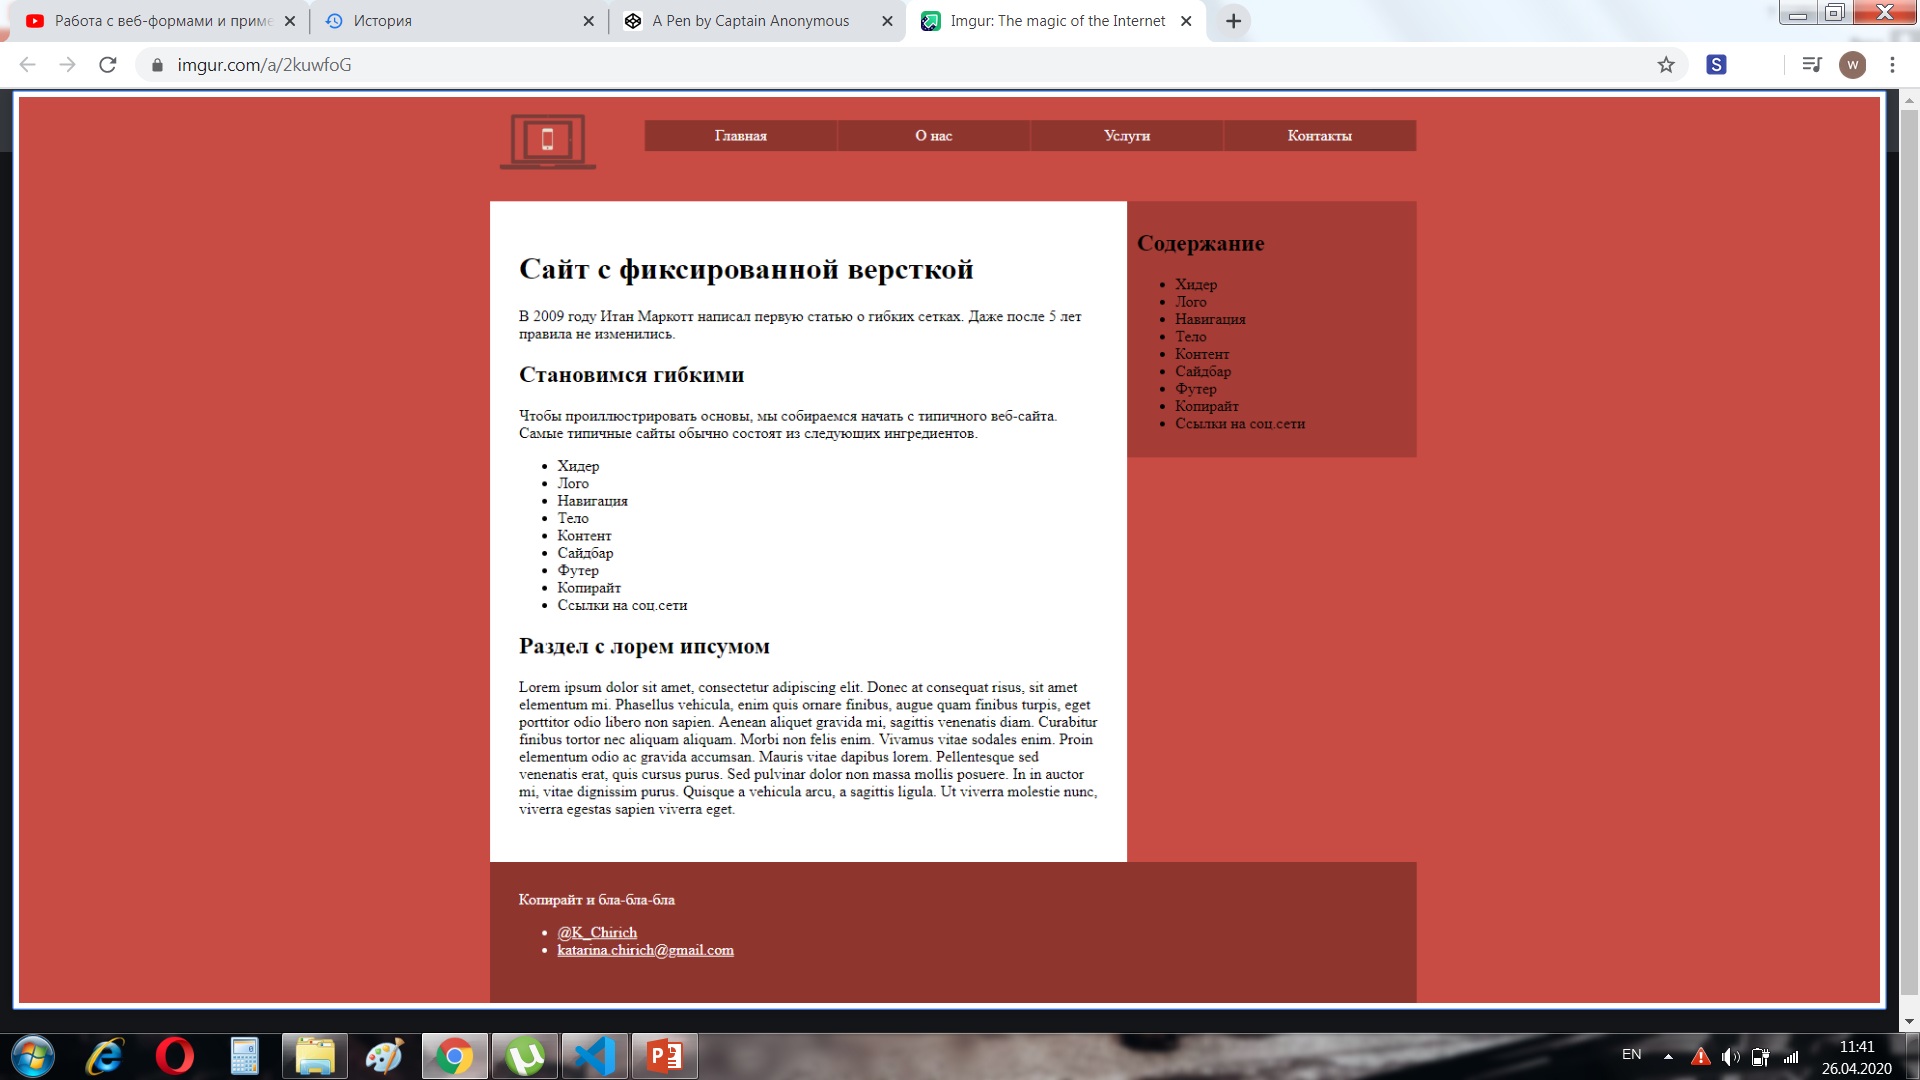 Работа с веб-формами и приме
История
A Pen by Captain Anonymous
Imgur: The magic of the Internet
imgur.com/a/2kuwfoG
S
W
Главная
О нас
Услуги
Контакты
Сайт с фиксированной версткой
В 2009 году Итан Маркотт написал первую статью о гибких сетках. Даже после 5 лет
правила не изменились.
Становимся гибкими
Чтобы проиллюстрировать основы, мы собираемся начать с типичного веб-сайта.
Самые типичные сайты обычно состоят из следующих ингредиентов.
Хидер
Лого
Навигация
Тело
Контент
Сайдбар
Футер
Копирайт
Ссылки на соц.сети
Раздел с лорем ипсумом
Lorem ipsum dolor sit amet, consectetur adipiscing elit. Donec at consequat risus, sit amet
elementum mi. Phasellus vehicula, enim quis ornare finibus, augue quam finibus turpis, eget
porttitor odio libero non sapien. Aenean aliquet gravida mi, sagittis venenatis diam. Curabitur
finibus tortor nec aliquam aliquam. Morbi non felis enim. Vivamus vitae sodales enim. Proin
elementum odio ac gravida accumsan. Mauris vitae dapibus lorem. Pellentesque sed
venenatis erat, quis cursus purus. Sed pulvinar dolor non massa mollis posuere. In in auctor
mi, vitae dignissim purus. Quisque a vehicula arcu, a sagittis ligula. Ut viverra molestie nunc,
viverra egestas sapien viverra eget.
Содержание
Хидер
Лого
Навигация
Тело
Контент
Сайдбар
Футер
Копирайт
Ссылки на соц.сети
Копирайт и бла-бла-бла
@K_Chirich
katarina.chirich@gmail.com
EN
11:41
26.04.2020